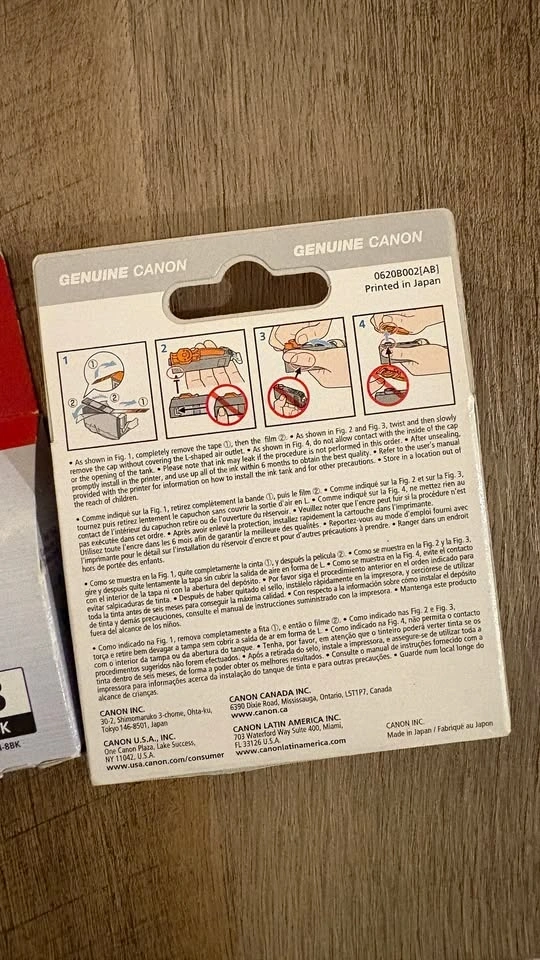 GENUINE CANON
GENUINE CANON
0620B002[AB]
Printed in Japan
1
2
3
4
① ② ② ①
• As shown in Fig. 1, completely remove the tape ①, then the film ②. • As shown in Fig. 2 and Fig. 3, twist and then slowly
remove the cap without covering the L-shaped air outlet. • As shown in Fig. 4, do not allow contact with the inside of the cap
or the opening of the tank. • Please note that ink may leak if the procedure is not performed in this order. • After unsealing,
promptly install in the printer, and use up all of the ink within 6 months to obtain the best quality. • Refer to the user's manual
provided with the printer for information on how to install the ink tank and for other precautions. • Store in a location out of
the reach of children.
• Comme indiqué sur la Fig. 1, retirez complètement la bande ①, puis le film ②. • Comme indiqué sur la Fig. 2 et sur la Fig. 3,
tournez puis retirez lentement le capuchon sans couvrir la sortie d'air en L. • Comme indiqué sur la Fig. 4, ne mettez rien au
contact de l'intérieur du capuchon retiré ou de l'ouverture du réservoir. • Veuillez noter que l'encre peut fuir si la procédure n'est
pas exécutée dans cet ordre. • Après avoir enlevé la protection, installez rapidement la cartouche dans l'imprimante.
Utilisez toute l'encre dans les 6 mois afin de garantir la meilleure des qualités. • Reportez-vous au mode d'emploi fourni avec
l'imprimante pour le détail sur l'installation du réservoir d'encre et pour d'autres précautions à prendre. • Ranger dans un endroit
hors de portée des enfants.
• Como se muestra en la Fig. 1, quite completamente la cinta ①, y después la película ②. • Como se muestra en la Fig. 2 y la Fig. 3,
gire y después quite lentamente la tapa sin cubrir la salida de aire en forma de L. • Como se muestra en la Fig. 4, evite el contacto
con el interior de la tapa ni con la abertura del depósito. • Por favor siga el procedimiento anterior en el orden indicado para
evitar salpicaduras de tinta. • Después de haber quitado el sello, instálelo rápidamente en la impresora, y cerciórese de utilizar
toda la tinta antes de seis meses para conseguir la máxima calidad. • Con respecto a la información sobre cómo instalar el depósito
de tinta y demás precauciones, consulte el manual de instrucciones suministrado con la impresora. • Mantenga este producto
fuera del alcance de los niños.
• Como indicado na Fig. 1, remova completamente a fita ①, e então o filme ②. • Como indicado nas Fig. 2 e Fig. 3,
torça e retire bem devagar a tampa sem cobrir a saída de ar em forma de L. • Como indicado na Fig. 4, não permita o contacto
com o interior da tampa ou da abertura do tanque. • Tenha, por favor, em atenção que o tinteiro poderá verter tinta se os
procedimentos sugeridos não forem efectuados. • Após a retirada do selo, instale a impressora, e assegure-se de utilizar toda a
tinta dentro de seis meses, de forma a poder obter os melhores resultados. • Consulte o manual de instruções fornecido com a
impressora para informações acerca da instalação do tanque de tinta e para outras precauções. • Guarde num local longe do
alcance de crianças.
CANON INC.
30-2, Shimomaruko 3-chome, Ohta-ku,
Tokyo 146-8501, Japan
CANON U.S.A., INC.
One Canon Plaza, Lake Success,
NY 11042, U.S.A.
www.usa.canon.com/consumer
CANON CANADA INC.
6390 Dixie Road, Mississauga, Ontario, L5T1P7, Canada
www.canon.ca
CANON LATIN AMERICA INC.
703 Waterford Way Suite 400, Miami,
FL 33126 U.S.A.
www.canonlatinamerica.com
CANON INC.
Made in Japan / Fabriqué au Japon
K
-8BK